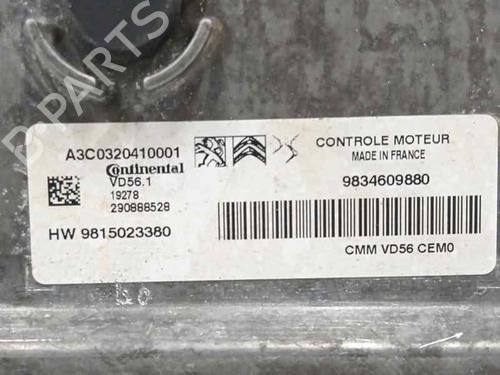 B-PARTS
A3C0320410001
Continental
VD56.1
19278
290888528
HW 9815023380
CONTROLE MOTEUR
MADE IN FRANCE
9834609880
CMM VD56 CEM0